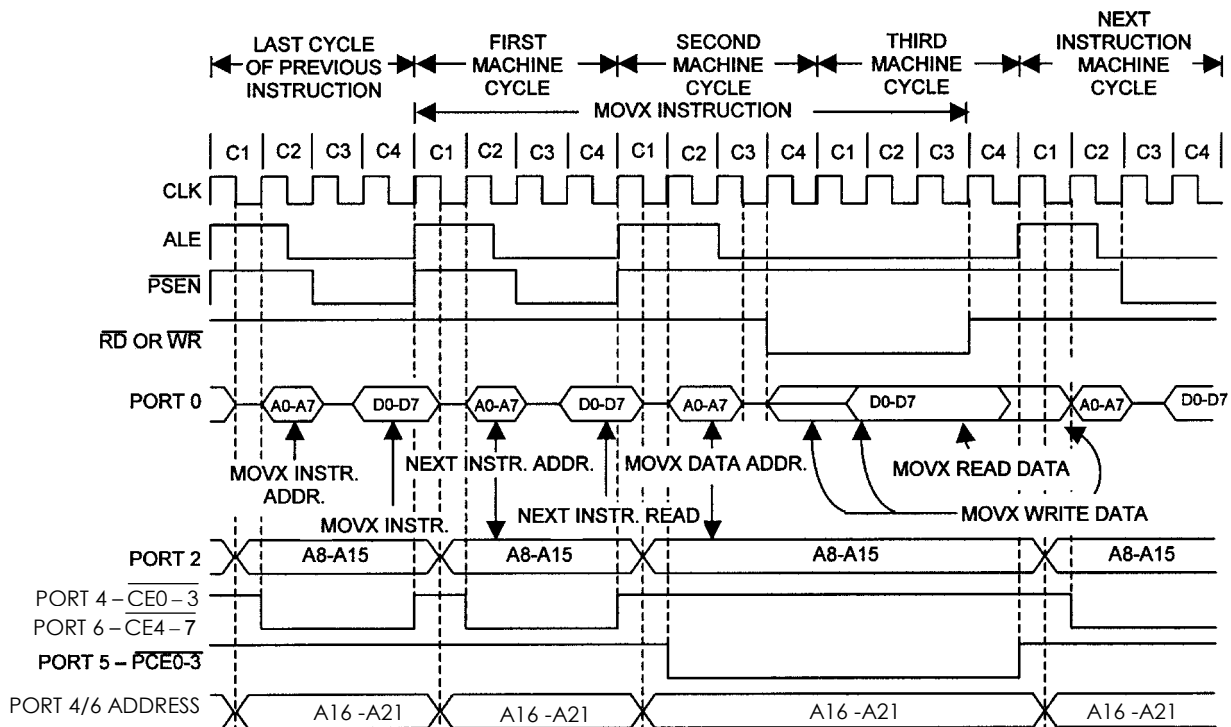 LAST CYCLE
OF PREVIOUS
INSTRUCTION
FIRST
MACHINE
CYCLE
SECOND
MACHINE
CYCLE
THIRD
MACHINE
CYCLE
NEXT
INSTRUCTION
MACHINE
CYCLE
MOVX INSTRUCTION
C1 C2 C3 C4 C1 C2 C3 C4 C1 C2 C3 C4 C1 C2 C3 C4 C1 C2 C3 C4
CLK
ALE
PSEN
RD OR WR
PORT 0
A0-A7 D0-D7 A0-A7 D0-D7 A0-A7 D0-D7 A0-A7 D0-D7
MOVX INSTR.
ADDR.
NEXT INSTR. ADDR.
MOVX DATA ADDR.
MOVX READ DATA
MOVX INSTR.
NEXT INSTR. READ
MOVX WRITE DATA
PORT 2
A8-A15 A8-A15 A8-A15 A8-A15
PORT 4 – CE0 – 3
PORT 6 – CE4 – 7
PORT 5 – PCE0-3
PORT 4/6 ADDRESS
A16 -A21 A16 -A21 A16 -A21 A16 -A21